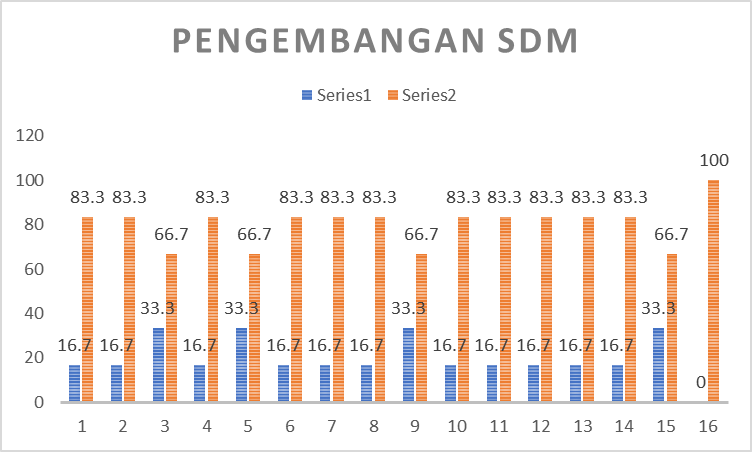 PENGEMBANGAN SDM
Series1 Series2
120
100
80
60
40
20
0
83.3 83.3 66.7 83.3 66.7 83.3 83.3 83.3 66.7 83.3 83.3 83.3 83.3 83.3 66.7 100
16.7 16.7 33.3 16.7 33.3 16.7 16.7 16.7 33.3 16.7 16.7 16.7 16.7 16.7 33.3 0
1 2 3 4 5 6 7 8 9 10 11 12 13 14 15 16